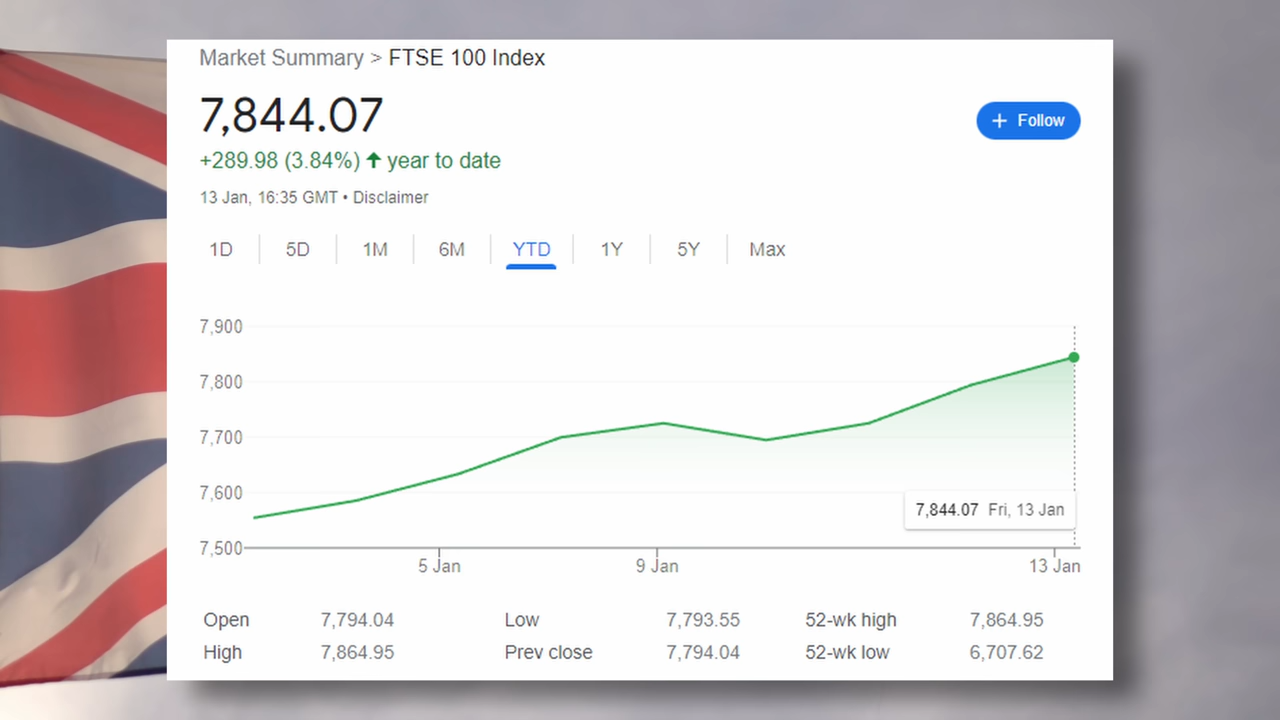 Market Summary > FTSE 100 Index
7,844.07
+ Follow
+289.98 (3.84%) ↑ year to date
13 Jan, 16:35 GMT • Disclaimer
1D 5D 1M 6M YTD 1Y 5Y Max
7,900
7,800
7,700
7,600
7,844.07 Fri, 13 Jan
7,500
5 Jan 9 Jan 13 Jan
Open 7,794.04 Low 7,793.55 52-wk high 7,864.95
High 7,864.95 Prev close 7,794.04 52-wk low 6,707.62